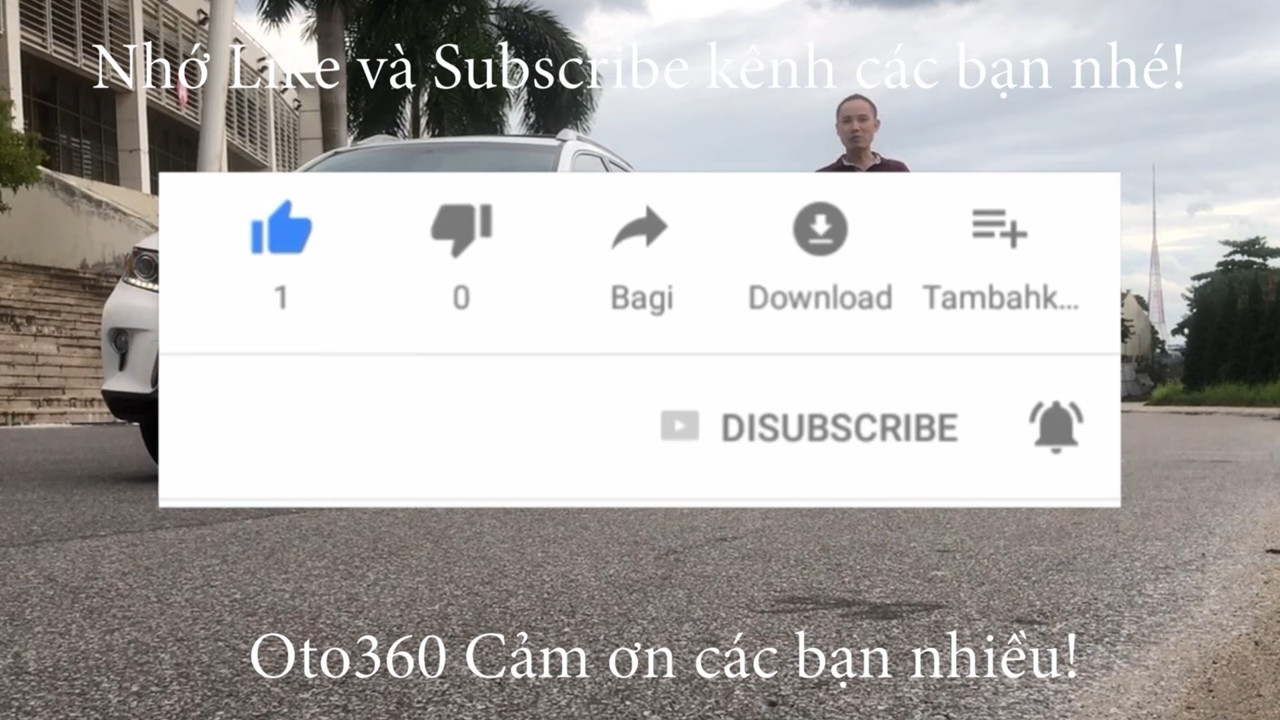 Nhớ Like và Subscribe kênh các bạn nhé!
1 0 Bagi Download Tambahk...
DISUBSCRIBE
Oto360 Cảm ơn các bạn nhiều!